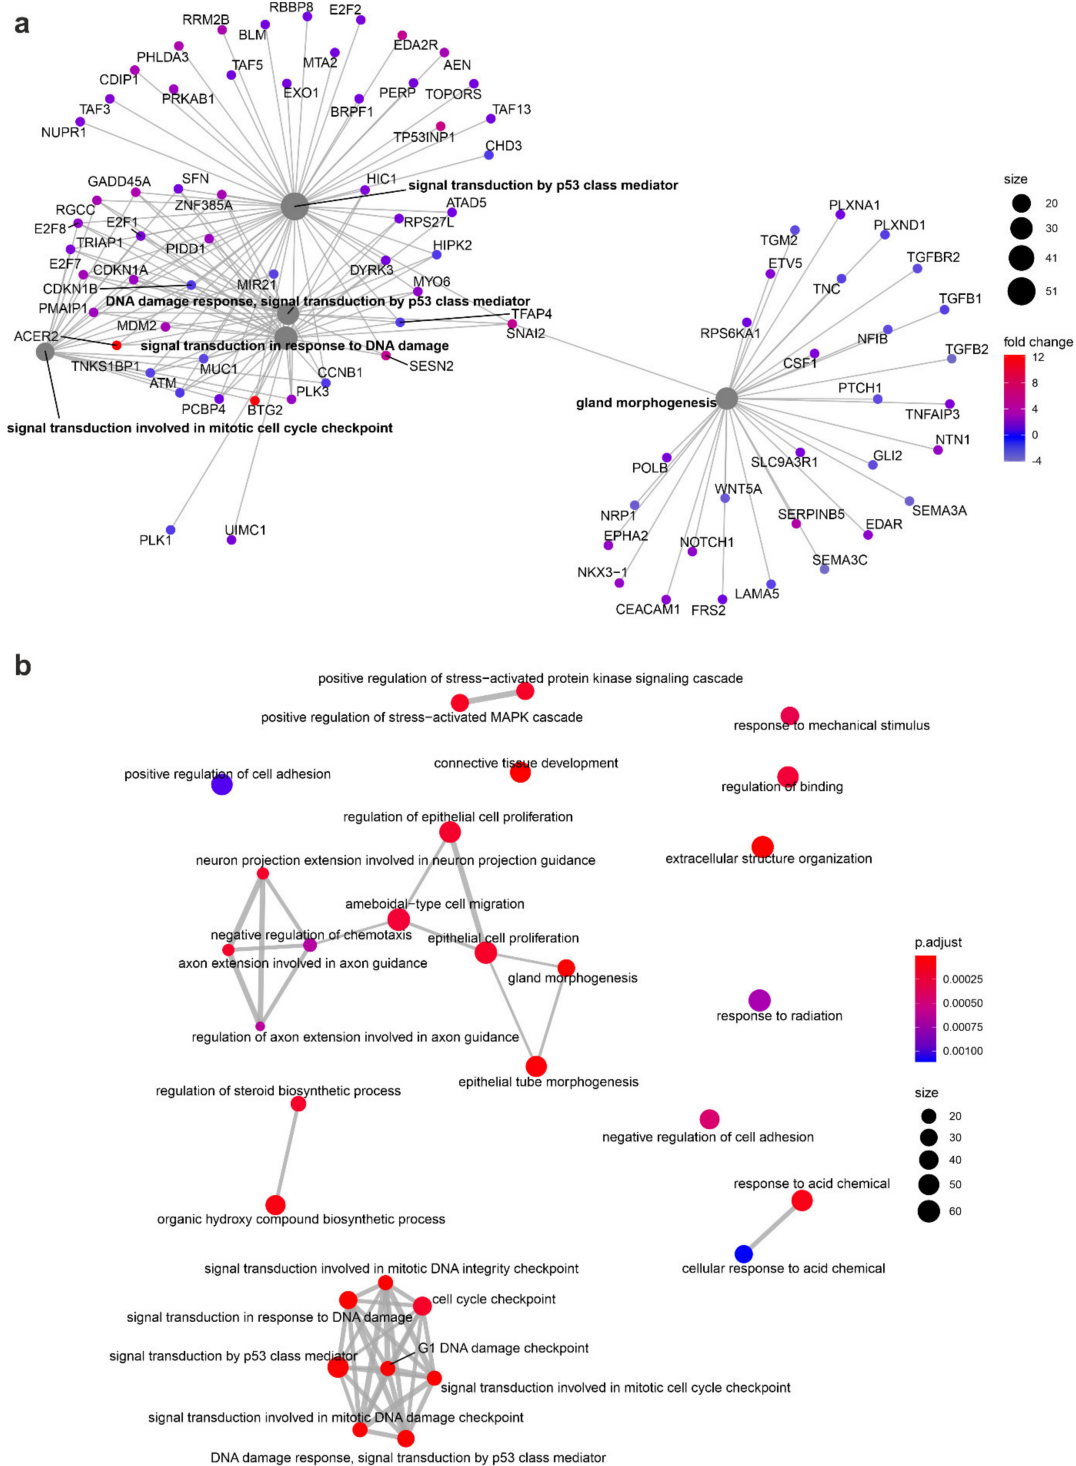 a
RBBP8
E2F2
RRM2B
BLM
EDA2R
PHLDA3
MTA2
AEN
TAF5
CDIP1
EXO1
PERP
TOPORS
PRKAB1
BRPF1
TAF3
TAF13
NUPR1
TP53INP1
CHD3
SFN
HIC1
GADD45A
signal transduction by p53 class mediator
ZNF385A
ATAD5
RGCC
E2F1
RPS27L
E2F8
TRIAP1
PIDD1
HIPK2
E2F7
CDKN1A
DYRK3
MYO6
CDKN1B
MIR21
DNA damage response, signal transduction by p53 class mediator
PMAIP1
TFAP4
MDM2
SNAI2
ACER2
signal transduction in response to DNA damage
TNKS1BP1
MUC1
SESN2
CCNB1
ATM
PLK3
PCBP4
BTG2
signal transduction involved in mitotic cell cycle checkpoint
PLK1
UIMC1
PLXNA1
PLXND1
TGM2
TGFBR2
ETV5
TNC
TGFB1
RPS6KA1
NFIB
TGFB2
CSF1
PTCH1
gland morphogenesis
TNFAIP3
NTN1
SLC9A3R1
GLI2
POLB
WNT5A
SEMA3A
NRP1
SERPINB5
EDAR
EPHA2
NOTCH1
SEMA3C
NKX3−1
LAMA5
CEACAM1
FRS2
size
20
30
41
51
fold change
12
8
4
0
-4
b
positive regulation of stress−activated protein kinase signaling cascade
positive regulation of stress−activated MAPK cascade
response to mechanical stimulus
positive regulation of cell adhesion
connective tissue development
regulation of binding
regulation of epithelial cell proliferation
neuron projection extension involved in neuron projection guidance
extracellular structure organization
ameboidal−type cell migration
negative regulation of chemotaxis
epithelial cell proliferation
axon extension involved in axon guidance
gland morphogenesis
response to radiation
regulation of axon extension involved in axon guidance
epithelial tube morphogenesis
regulation of steroid biosynthetic process
negative regulation of cell adhesion
response to acid chemical
organic hydroxy compound biosynthetic process
cellular response to acid chemical
signal transduction involved in mitotic DNA integrity checkpoint
cell cycle checkpoint
signal transduction in response to DNA damage
G1 DNA damage checkpoint
signal transduction by p53 class mediator
signal transduction involved in mitotic cell cycle checkpoint
signal transduction involved in mitotic DNA damage checkpoint
DNA damage response, signal transduction by p53 class mediator
p.adjust
0.00025
0.00050
0.00075
0.00100
size
20
30
40
50
60